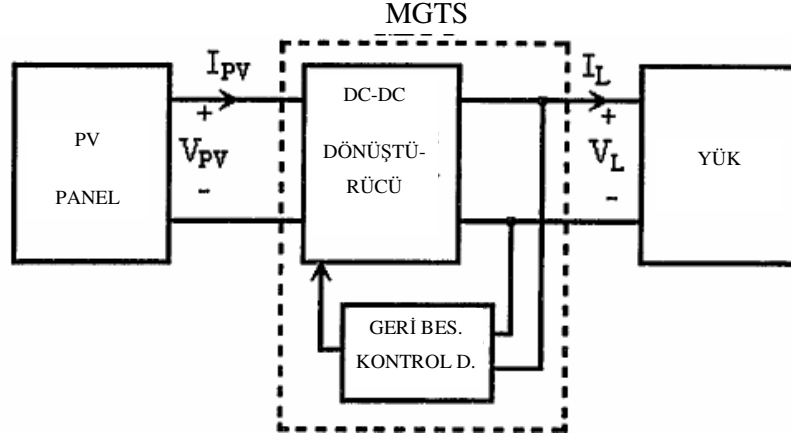 MGTS
I_PV
+
V_PV
-
PV
PANEL
DC-DC
DÖNÜŞTÜ-
RÜCÜ
GERİ BES.
KONTROL D.
I_L
+
V_L
-
YÜK